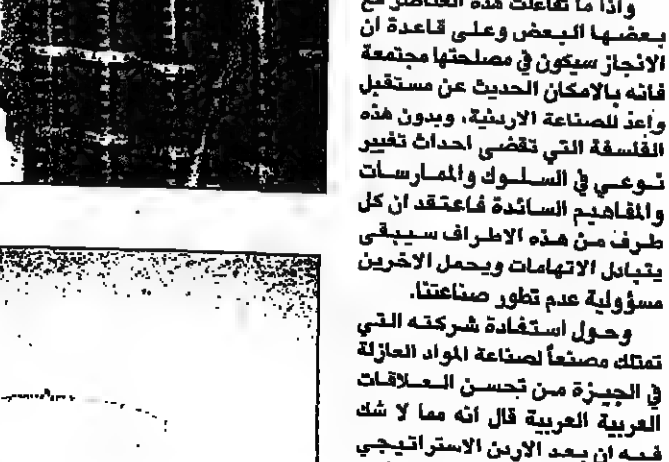 واذا ما تفاعلت هذه العناصر مع
بعضها البعض وعلى قاعدة ان
الانجاز سيكون في مصلحتها مجتمعة
فانه بالامكان الحديث عن مستقبل
واعد للصناعة الاردنية، وبدون هذه
الفلسفة التي تقضي احداث تغيير
نوعي في السلوك والممارسات
والمفاهيم السائدة فاعتقد ان كل
طرف من هذه الاطراف سيبقى
يتبادل الاتهامات ويحمل الاخرين
مسؤولية عدم تطور صناعتنا.
وحول استفادة شركته التي
تمتلك مصنعاً لصناعة المواد العازلة
في الجيزة من تحسن العلاقات
العربية العربية قال انه مما لا شك
فيه ان بعد الاردن الاستراتيجي